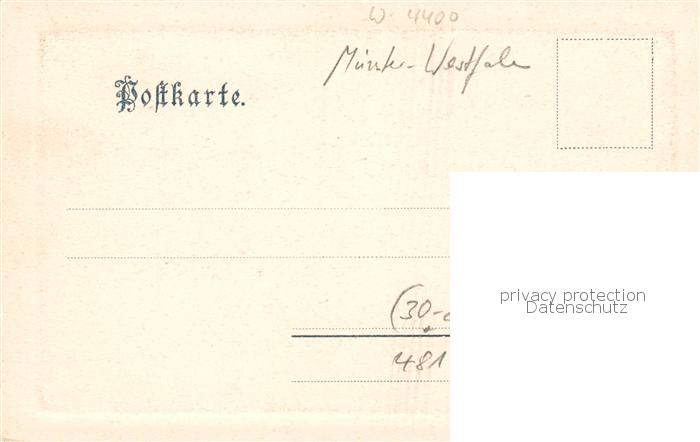 W. 4400
Münster-Westfalen
Postkarte.
privacy protection
Datenschutz
(30-
481